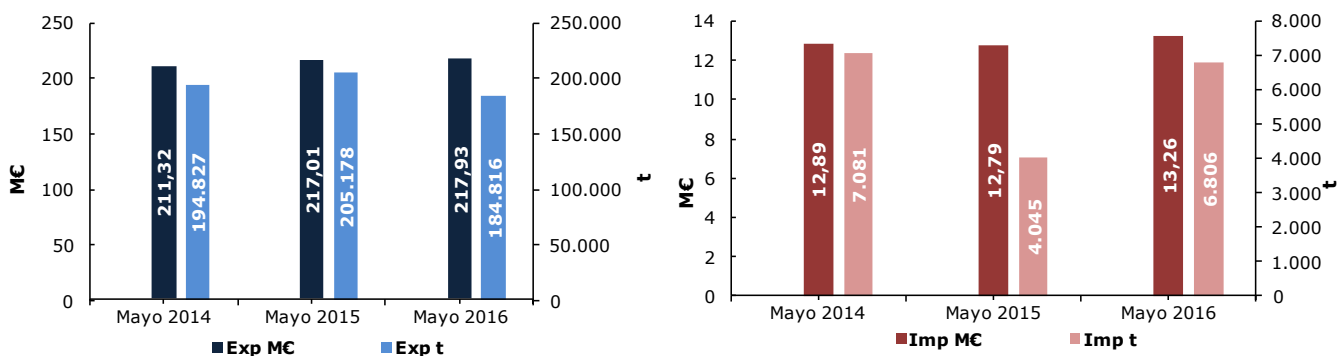 250
200
150
100
50
0
M€
250.000
200.000
150.000
100.000
50.000
0
t
211,32
194.827
217,01
205.178
217,93
184.816
Mayo 2014
Mayo 2015
Mayo 2016
Exp M€
Exp t
14
12
10
8
6
4
2
0
M€
8.000
7.000
6.000
5.000
4.000
3.000
2.000
1.000
0
t
12,89
7.081
12,79
4.045
13,26
6.806
Mayo 2014
Mayo 2015
Mayo 2016
Imp M€
Imp t